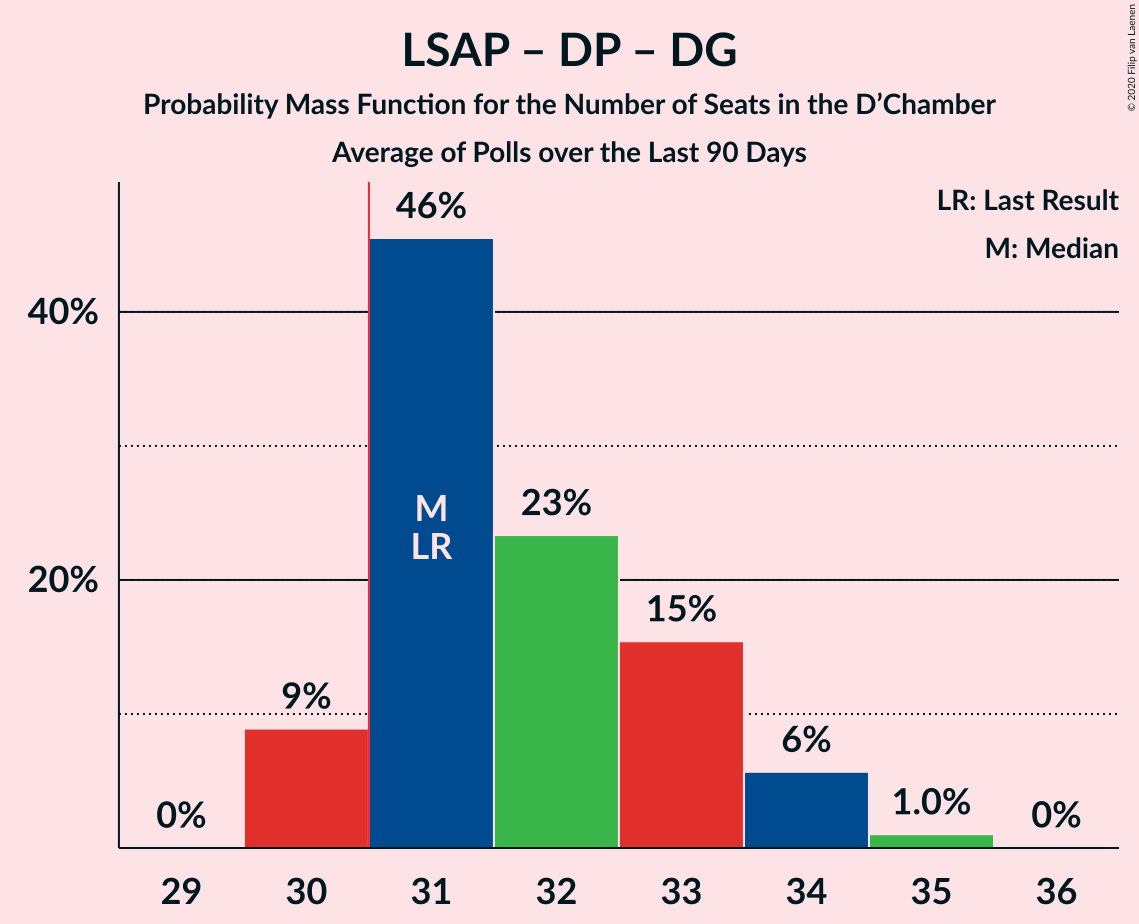 LSAP – DP – DG
Probability Mass Function for the Number of Seats in the D’Chamber
Average of Polls over the Last 90 Days
© 2020 Filip van Laenen
LR: Last Result
M: Median
40%
20%
0%
9%
46%
M
LR
23%
15%
6%
1.0%
0%
29
30
31
32
33
34
35
36